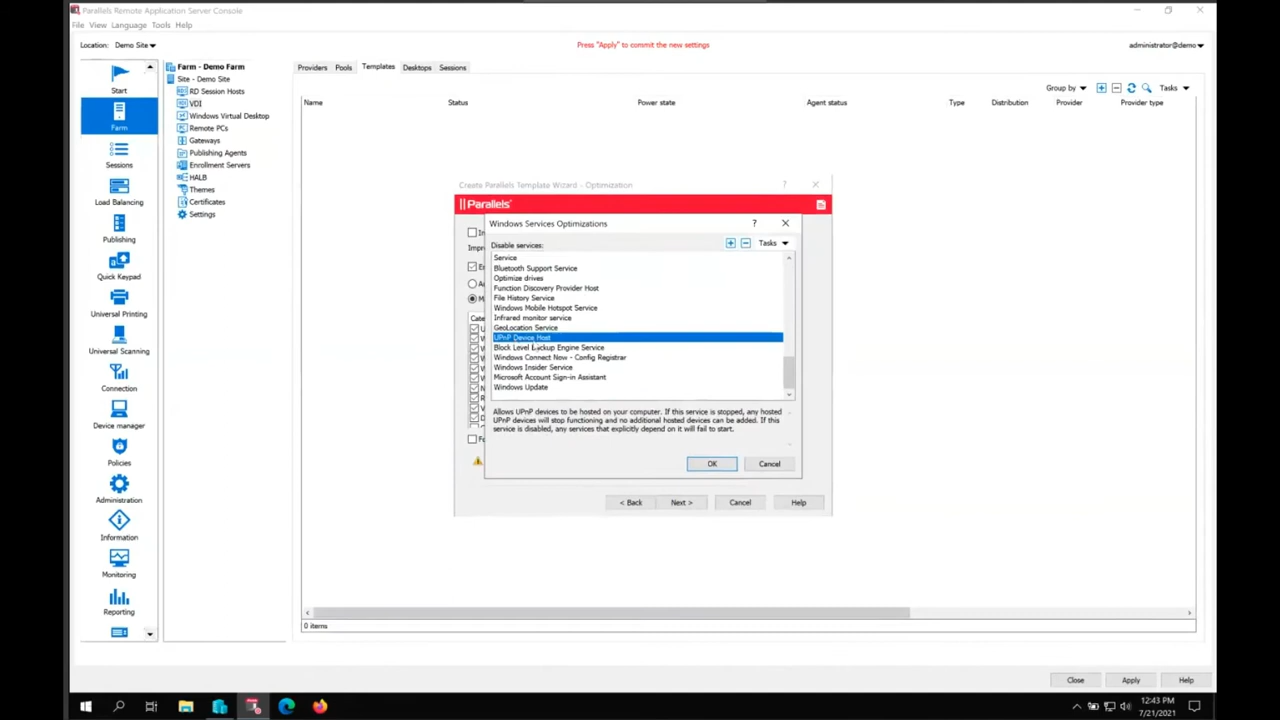 Parallels Remote Application Server Console
File View Language Tools Help
Location: Demo Site
Press "Apply" to commit the new settings
administrator@demo
Start
Farm
Sessions
Load Balancing
Publishing
Quick Keypad
Universal Printing
Universal Scanning
Connection
Device manager
Policies
Administration
Information
Monitoring
Reporting
Farm - Demo Farm
Site - Demo Site
RD Session Hosts
VDI
Windows Virtual Desktop
Remote PCs
Gateways
Publishing Agents
Enrollment Servers
HALB
Themes
Certificates
Settings
Providers Pools Templates Desktops Sessions
Group by Tasks
Name Status Power state Agent status Type Distribution Provider Provider type
Create Parallels Template Wizard - Optimization ?
Parallels
Windows Services Optimizations ?
Disable services: Tasks
Service
Bluetooth Support Service
Optimize drives
Function Discovery Provider Host
File History Service
Windows Mobile Hotspot Service
Infrared monitor service
GeoLocation Service
UPnP Device Host
Block Level Backup Engine Service
Windows Connect Now - Config Registrar
Windows Insider Service
Microsoft Account Sign-in Assistant
Windows Update
Allows UPnP devices to be hosted on your computer. If this service is stopped, any hosted
UPnP devices will stop functioning and no additional hosted devices can be added. If this
service is disabled, any services that explicitly depend on it will fail to start.
OK Cancel
< Back Next > Cancel Help
0 items
Close Apply Help
12:43 PM
7/21/2021